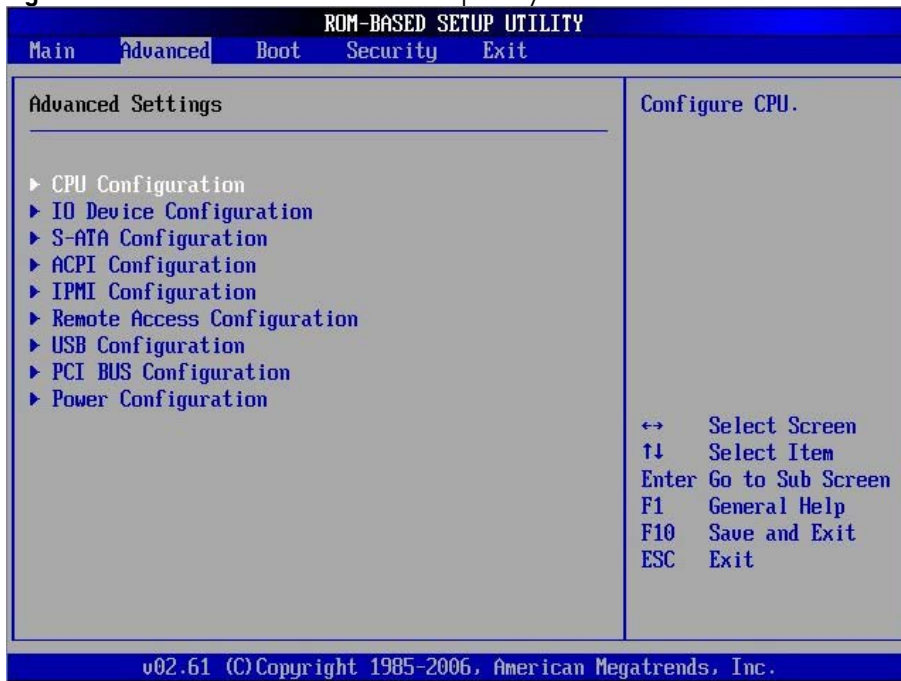 ROM-BASED SETUP UTILITY
Main Advanced Boot Security Exit
Advanced Settings
Configure CPU.
▶ CPU Configuration
▶ IO Device Configuration
▶ S-ATA Configuration
▶ ACPI Configuration
▶ IPMI Configuration
▶ Remote Access Configuration
▶ USB Configuration
▶ PCI BUS Configuration
▶ Power Configuration
↔ Select Screen
↑↓ Select Item
Enter Go to Sub Screen
F1 General Help
F10 Save and Exit
ESC Exit
v02.61 (C)Copyright 1985-2006, American Megatrends, Inc.